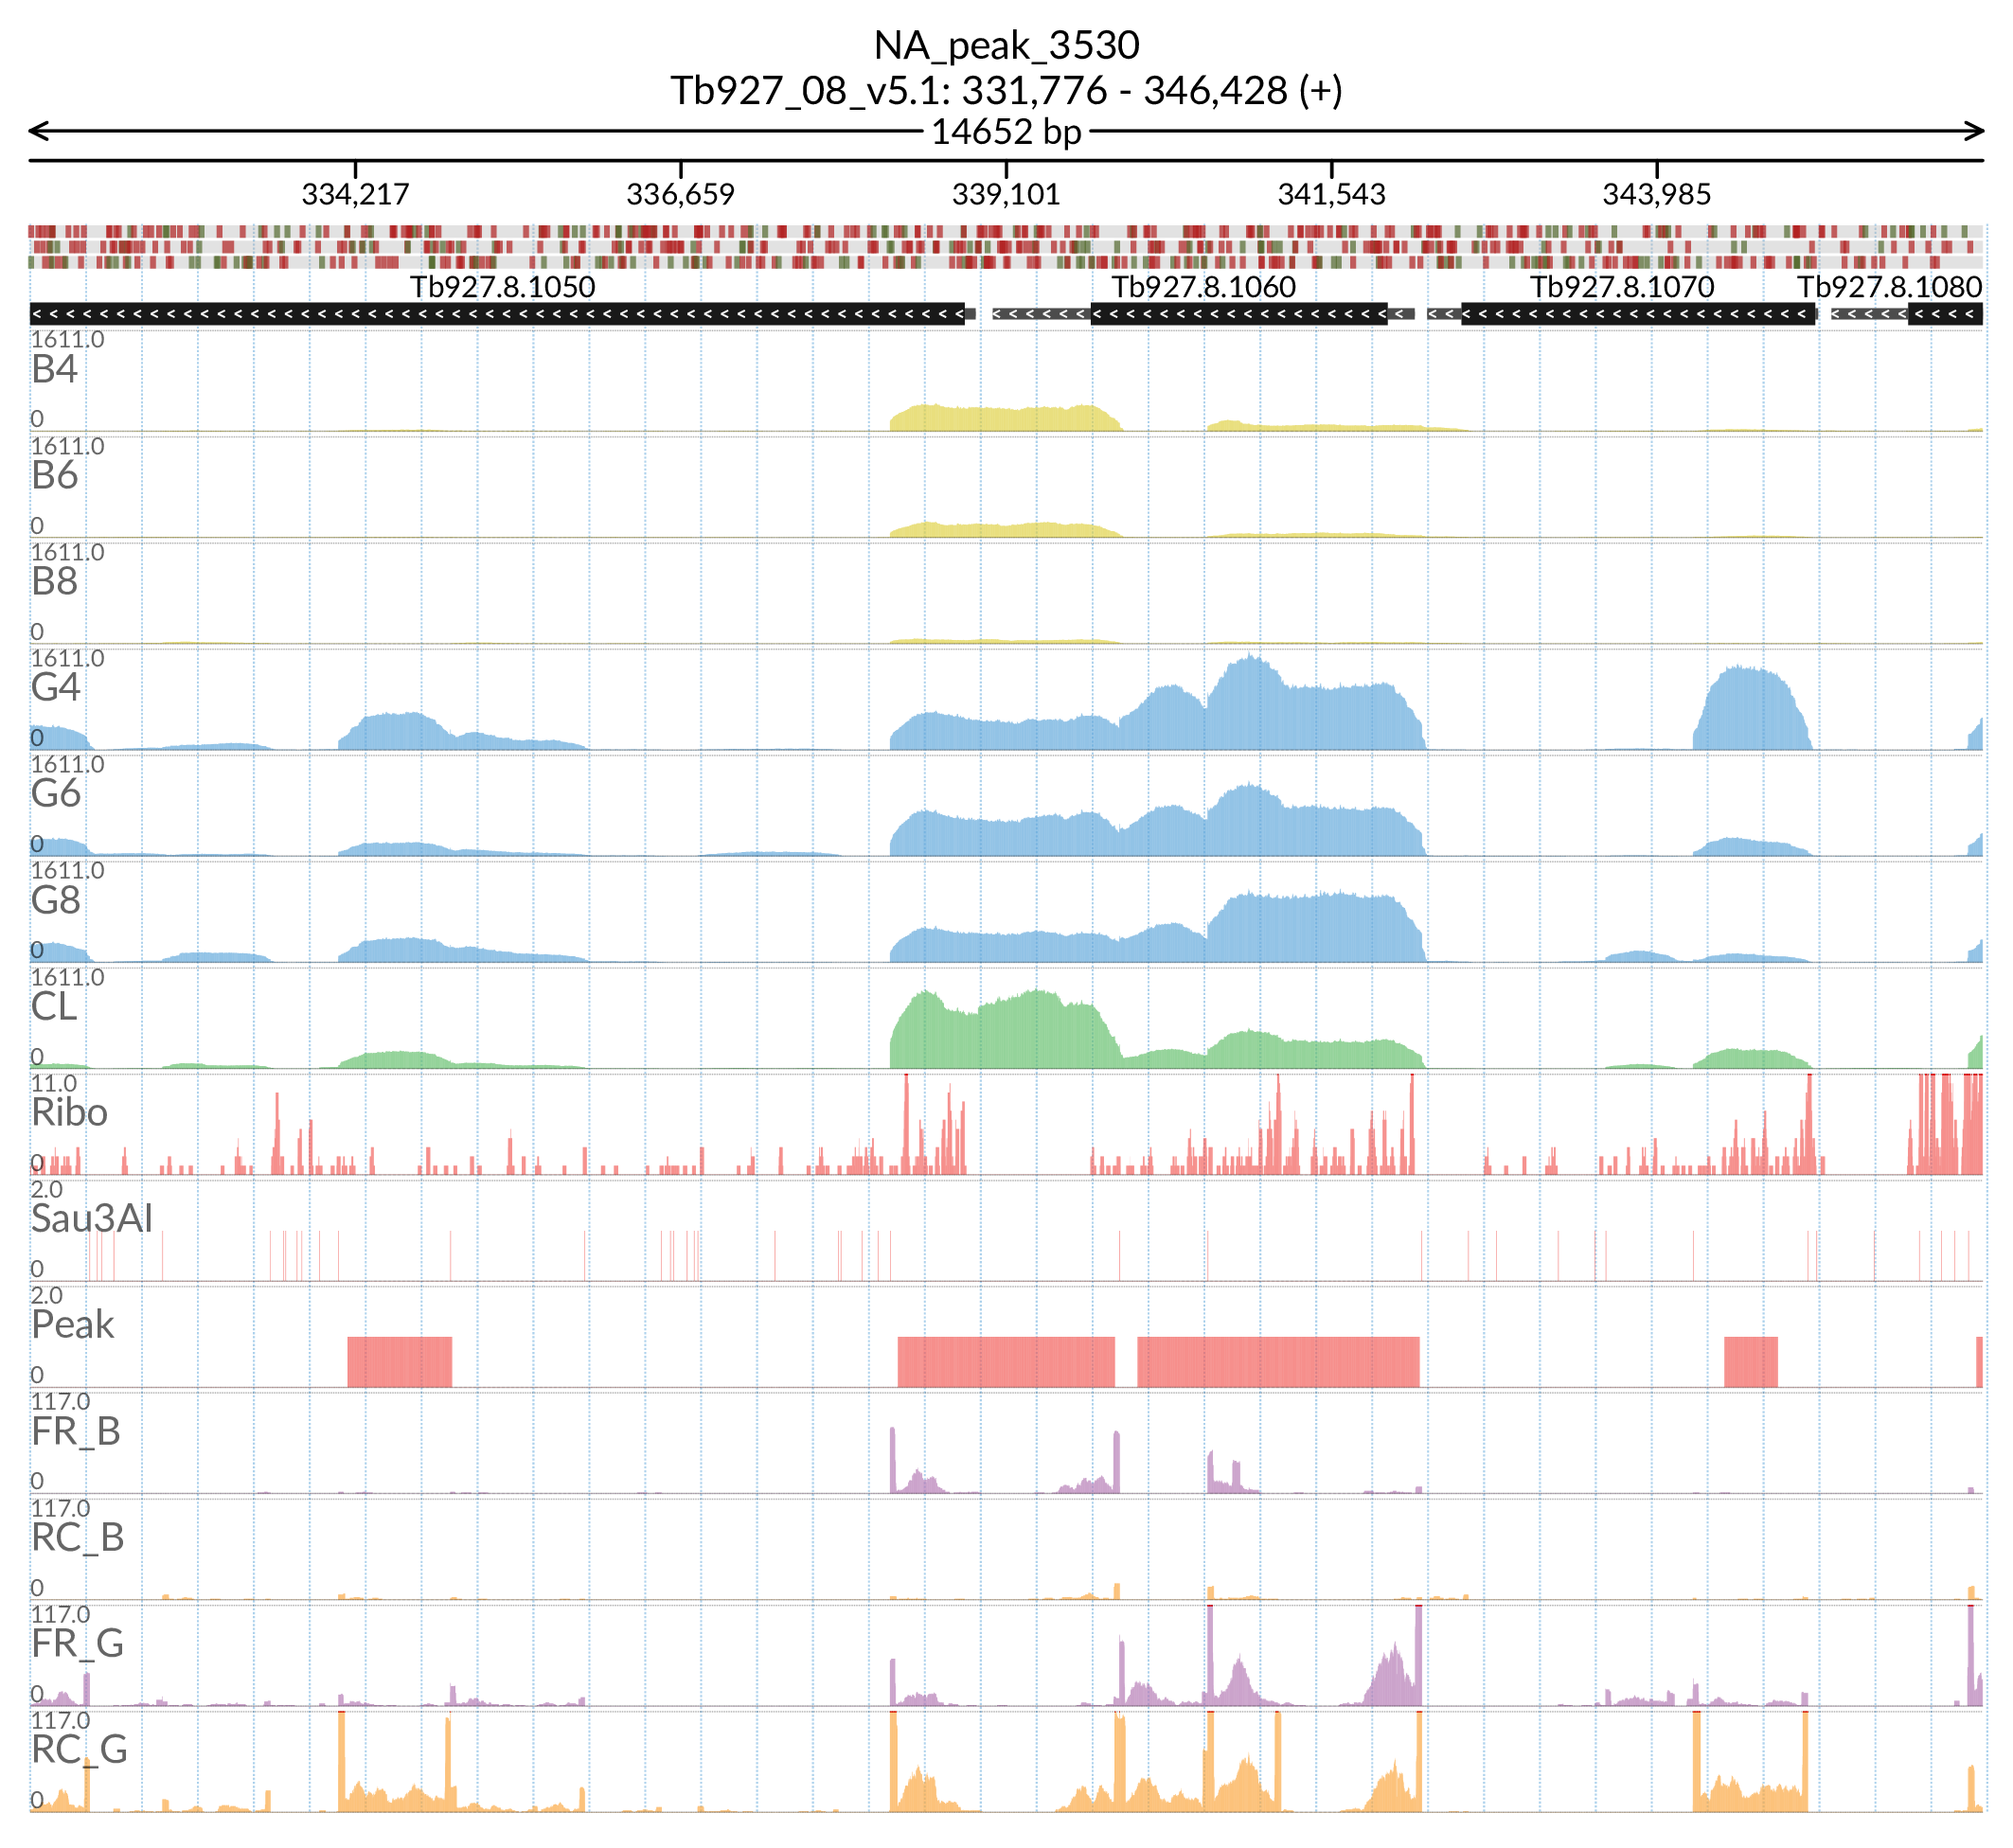 NA_peak_3530
Tb927_08_v5.1: 331,776 - 346,428 (+)
14652 bp
334,217 336,659 339,101 341,543 343,985
Tb927.8.1050 Tb927.8.1060 Tb927.8.1070 Tb927.8.1080
1611.0
B4
0
1611.0
B6
0
1611.0
B8
0
1611.0
G4
0
1611.0
G6
0
1611.0
G8
0
1611.0
CL
0
11.0
Ribo
0
2.0
Sau3AI
0
2.0
Peak
0
117.0
FR_B
0
117.0
RC_B
0
117.0
FR_G
0
117.0
RC_G
0